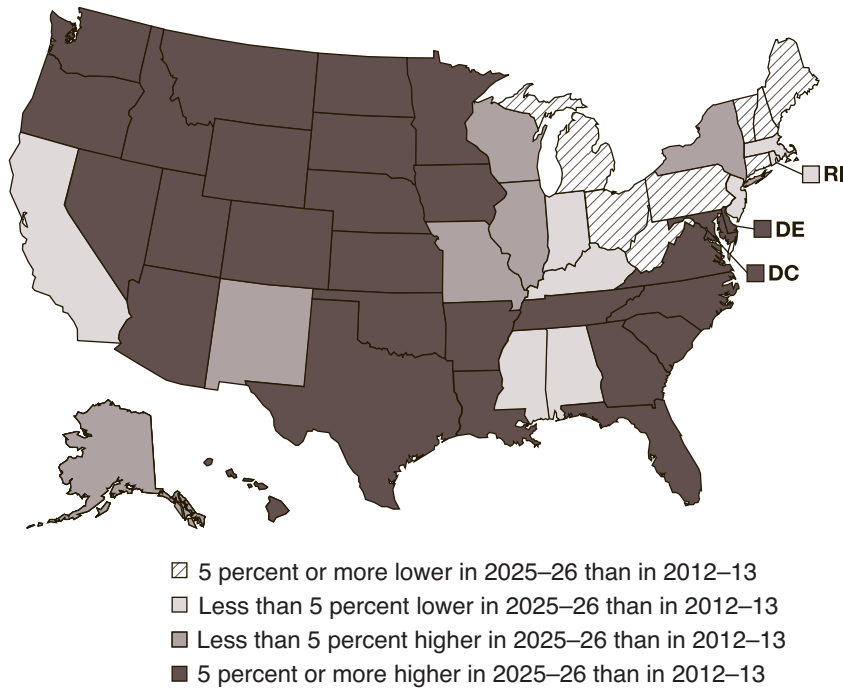 RI
DE
DC
5 percent or more lower in 2025–26 than in 2012–13
Less than 5 percent lower in 2025–26 than in 2012–13
Less than 5 percent higher in 2025–26 than in 2012–13
5 percent or more higher in 2025–26 than in 2012–13